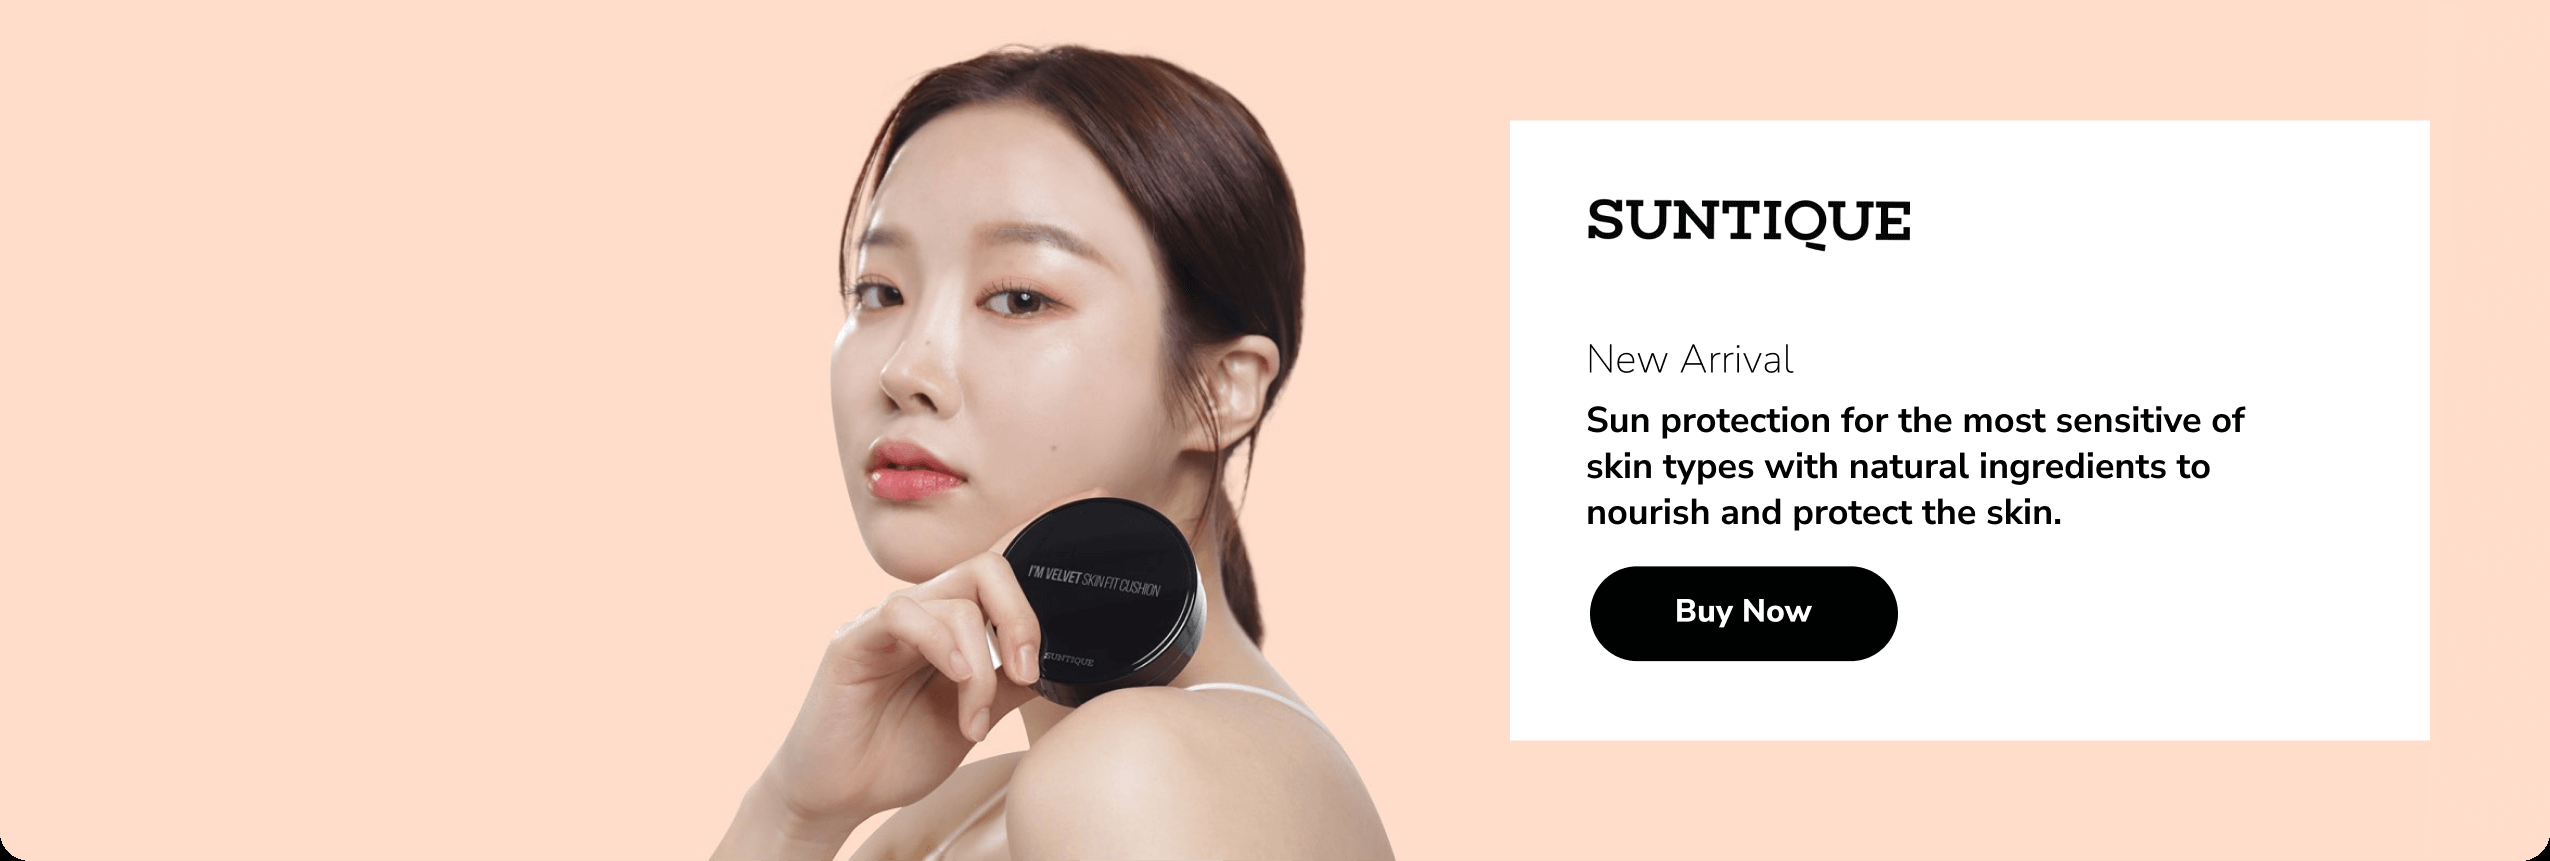 SUNTIQUE
New Arrival
Sun protection for the most sensitive of
skin types with natural ingredients to
nourish and protect the skin.
Buy Now
I'M VELVET SKIN FIT CUSHION
SUNTIQUE